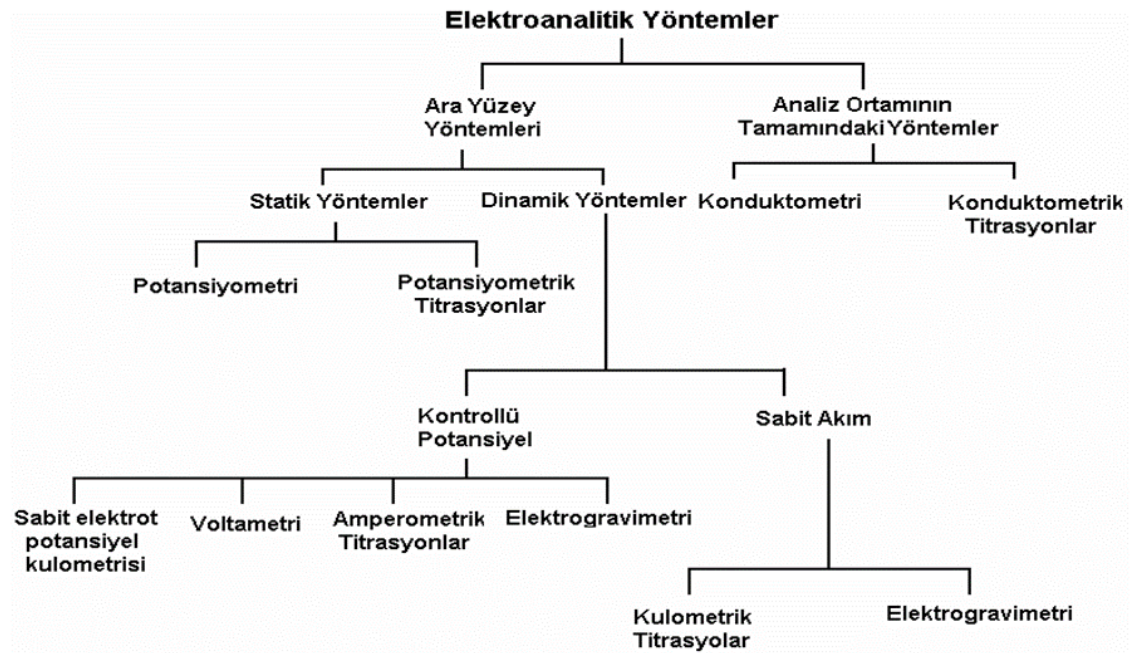 Elektroanalitik Yöntemler
Ara Yüzey
Yöntemleri
Analiz Ortamının
Tamamındaki Yöntemler
Statik Yöntemler
Dinamik Yöntemler
Konduktometri
Konduktometrik
Titrasyonlar
Potansiyometri
Potansiyometrik
Titrasyonlar
Kontrollü
Potansiyel
Sabit Akım
Sabit elektrot
potansiyel
kulometrisi
Voltametri
Amperometrik
Titrasyonlar
Elektrogravimetri
Kulometrik
Titrasyolar
Elektrogravimetri